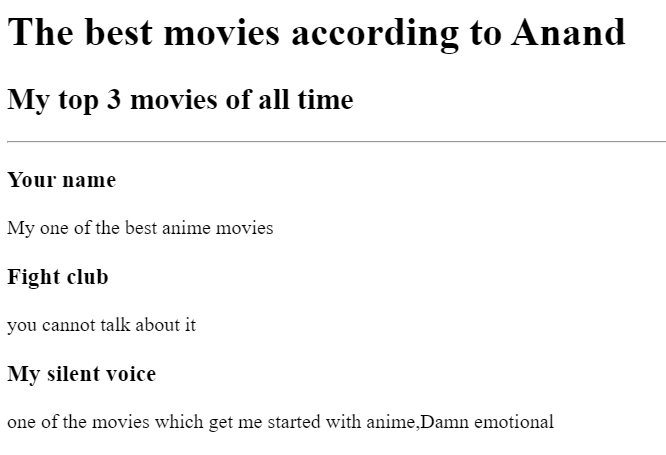 The best movies according to Anand
My top 3 movies of all time
Your name
My one of the best anime movies
Fight club
you cannot talk about it
My silent voice
one of the movies which get me started with anime,Damn emotional